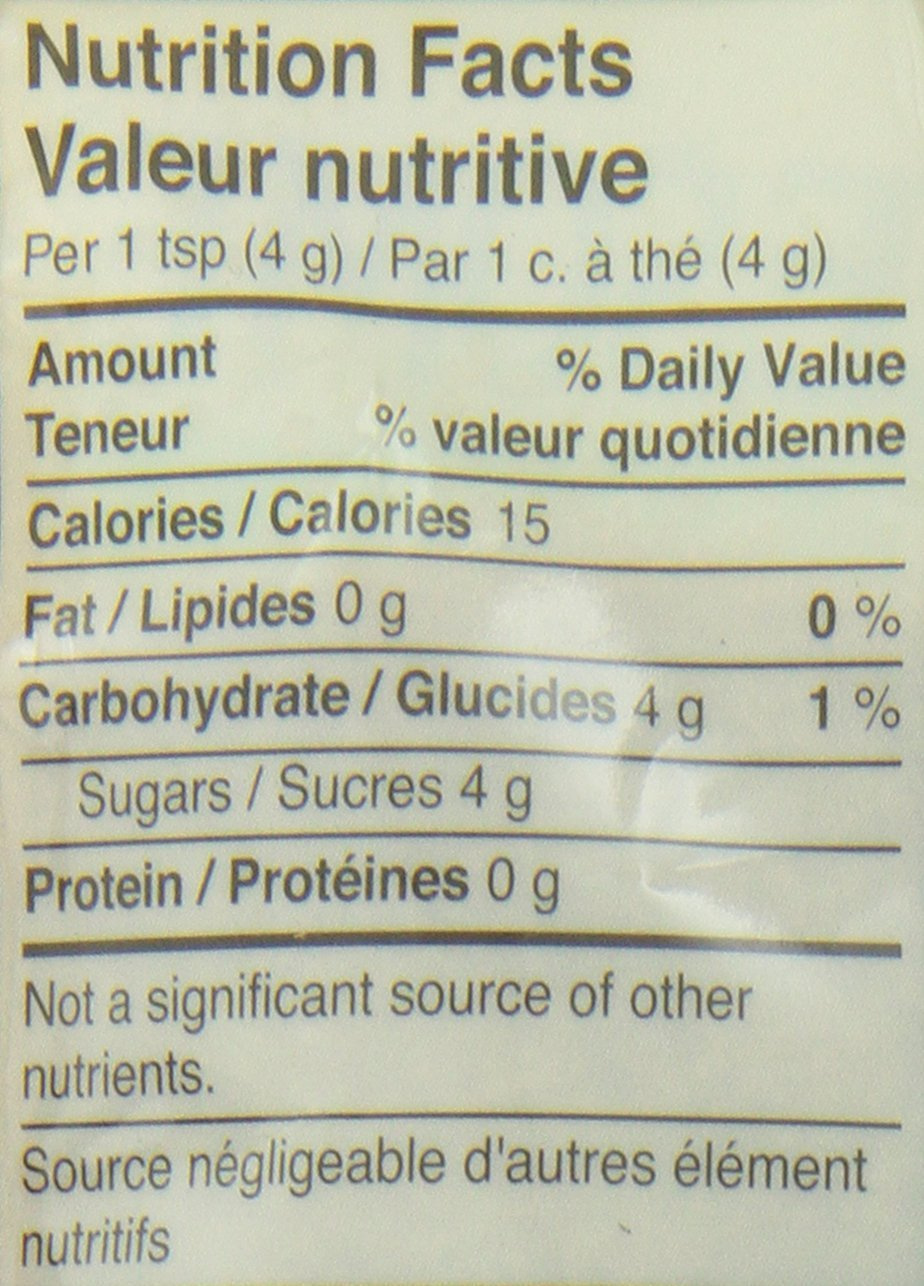 Nutrition Facts
Valeur nutritive
Per 1 tsp (4 g) / Par 1 c. à thé (4 g)
Amount % Daily Value
Teneur % valeur quotidienne
Calories / Calories 15
Fat / Lipides 0 g 0 %
Carbohydrate / Glucides 4 g 1 %
Sugars / Sucres 4 g
Protein / Protéines 0 g
Not a significant source of other
nutrients.
Source négligeable d'autres élément
nutritifs